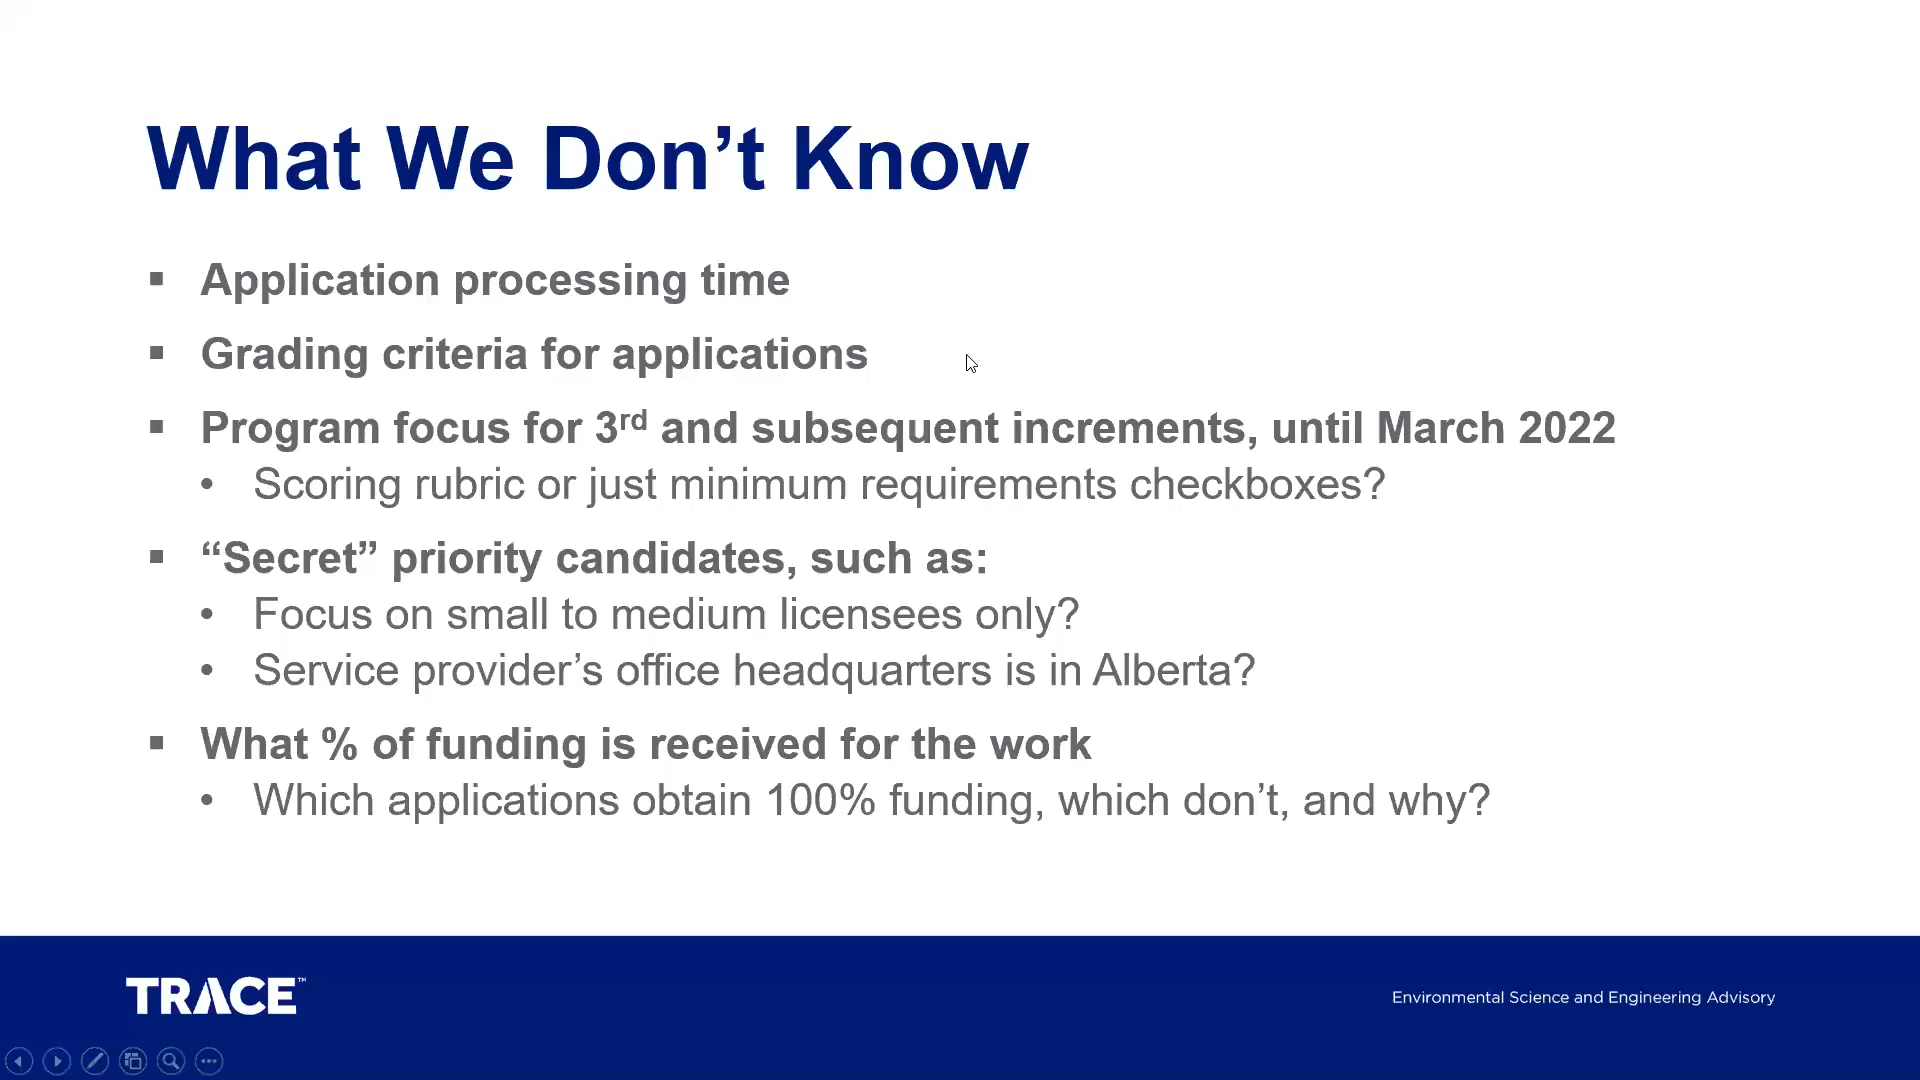 What We Don’t Know
▪ Application processing time
▪ Grading criteria for applications
▪ Program focus for 3rd and subsequent increments, until March 2022
• Scoring rubric or just minimum requirements checkboxes?
▪ “Secret” priority candidates, such as:
• Focus on small to medium licensees only?
• Service provider’s office headquarters is in Alberta?
▪ What % of funding is received for the work
• Which applications obtain 100% funding, which don’t, and why?
TRACE™
Environmental Science and Engineering Advisory